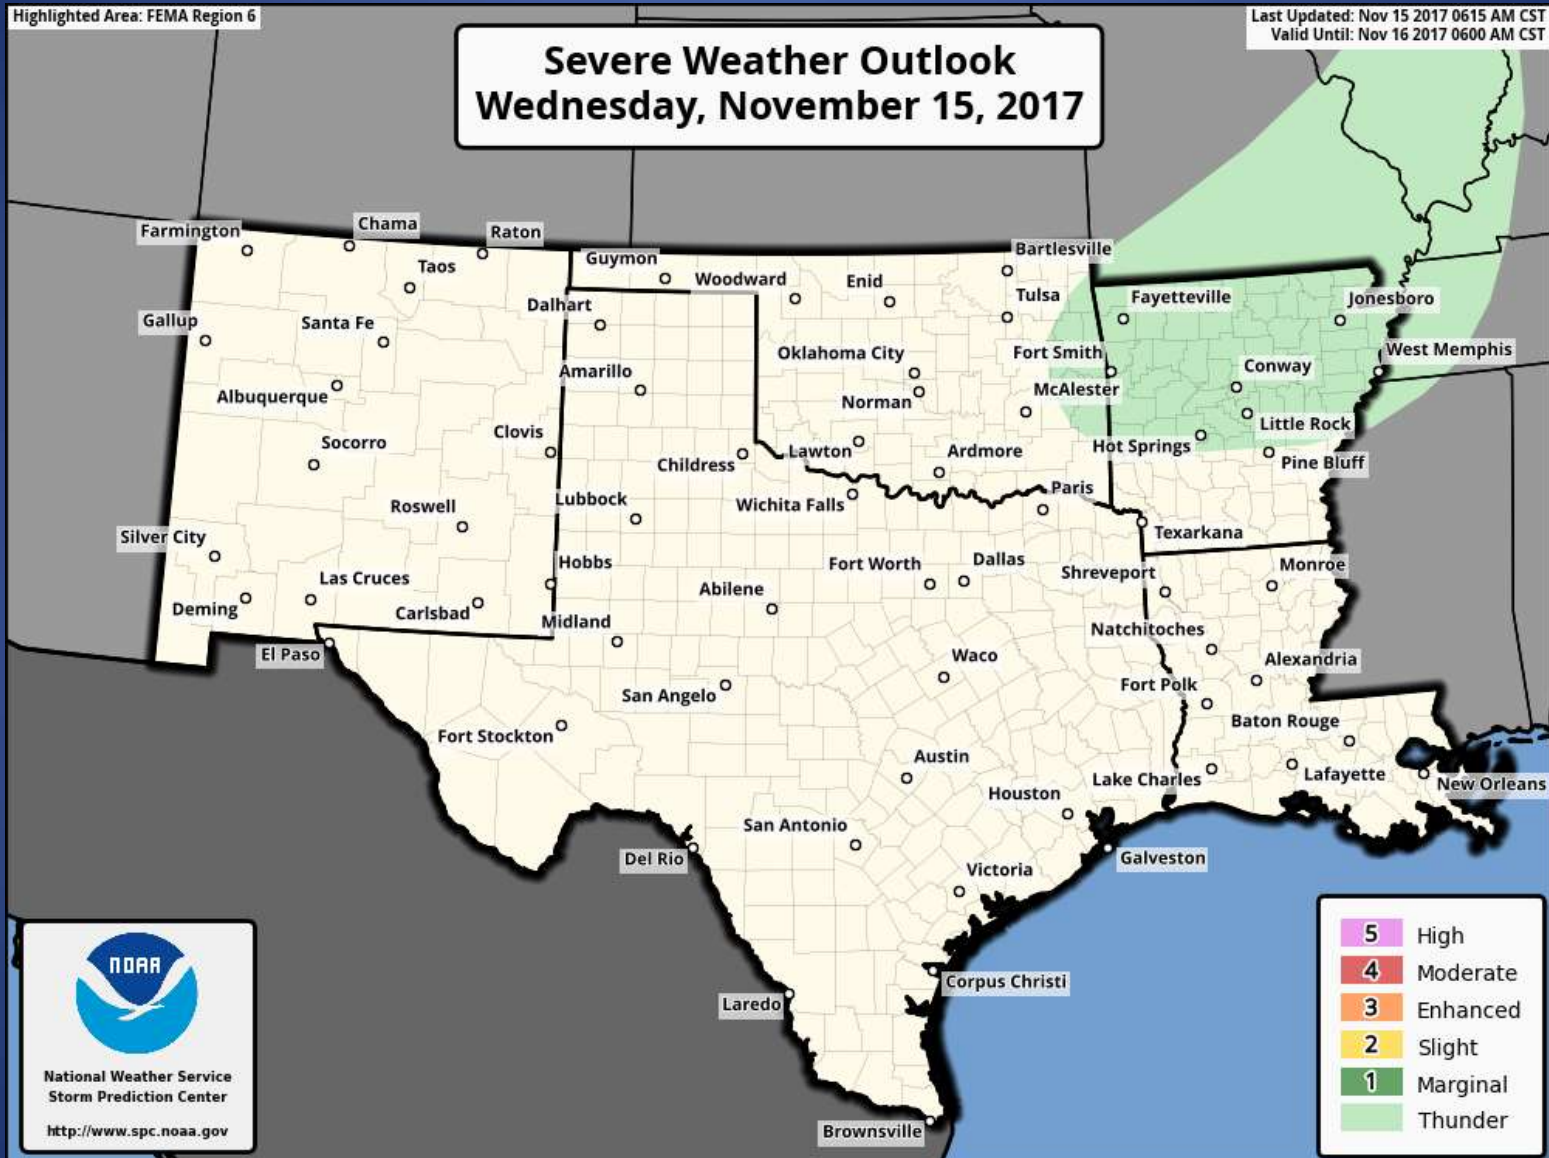 Highlighted Area: FEMA Region 6
Last Updated: Nov 15 2017 0615 AM CST
Valid Until: Nov 16 2017 0600 AM CST
Severe Weather Outlook
Wednesday, November 15, 2017
Farmington
Chama
Raton
Taos
Guymon
Woodward
Enid
Bartlesville
Tulsa
Fayetteville
Jonesboro
Gallup
Santa Fe
Dalhart
Oklahoma City
Fort Smith
West Memphis
Albuquerque
Amarillo
Norman
McAlester
Conway
Little Rock
Socorro
Clovis
Childress
Lawton
Ardmore
Hot Springs
Pine Bluff
Roswell
Lubbock
Wichita Falls
Paris
Texarkana
Silver City
Las Cruces
Hobbs
Abilene
Fort Worth
Dallas
Shreveport
Monroe
Deming
Carlsbad
Midland
Natchitoches
El Paso
San Angelo
Waco
Fort Polk
Alexandria
Fort Stockton
Baton Rouge
Austin
Lake Charles
Lafayette
New Orleans
Houston
San Antonio
Del Rio
Galveston
Victoria
Corpus Christi
Laredo
Brownsville
NOAA
National Weather Service
Storm Prediction Center
http://www.spc.noaa.gov
5 High
4 Moderate
3 Enhanced
2 Slight
1 Marginal
Thunder